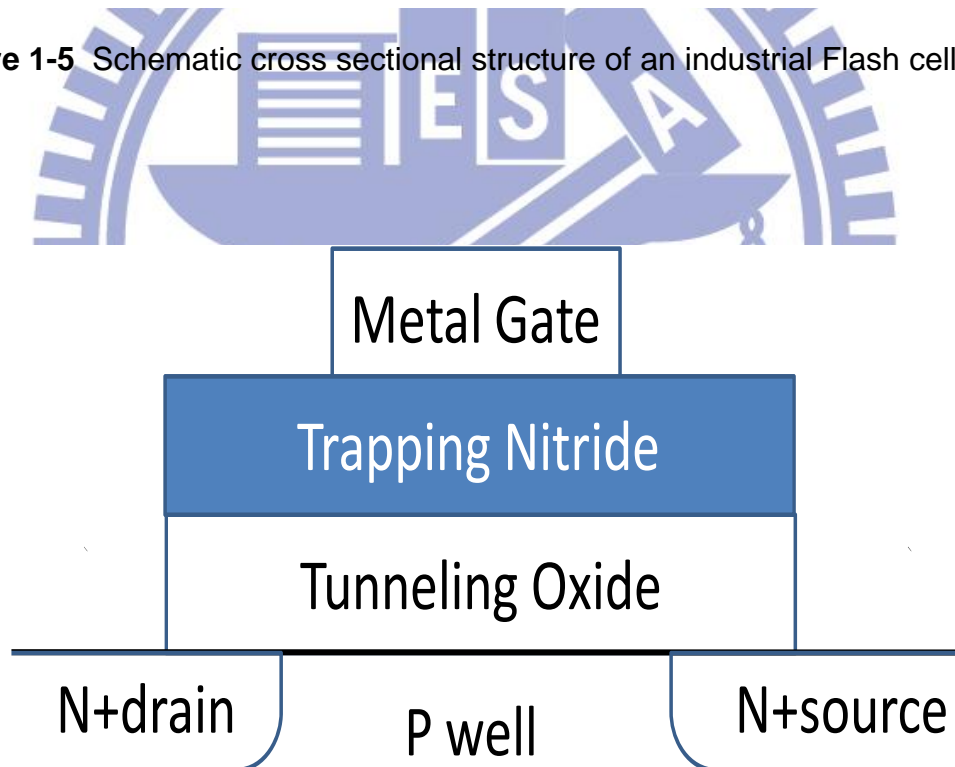 e 1-5 Schematic cross sectional structure of an industrial Flash cell
E S A
Metal Gate
Trapping Nitride
Tunneling Oxide
N+drain
P well
N+source